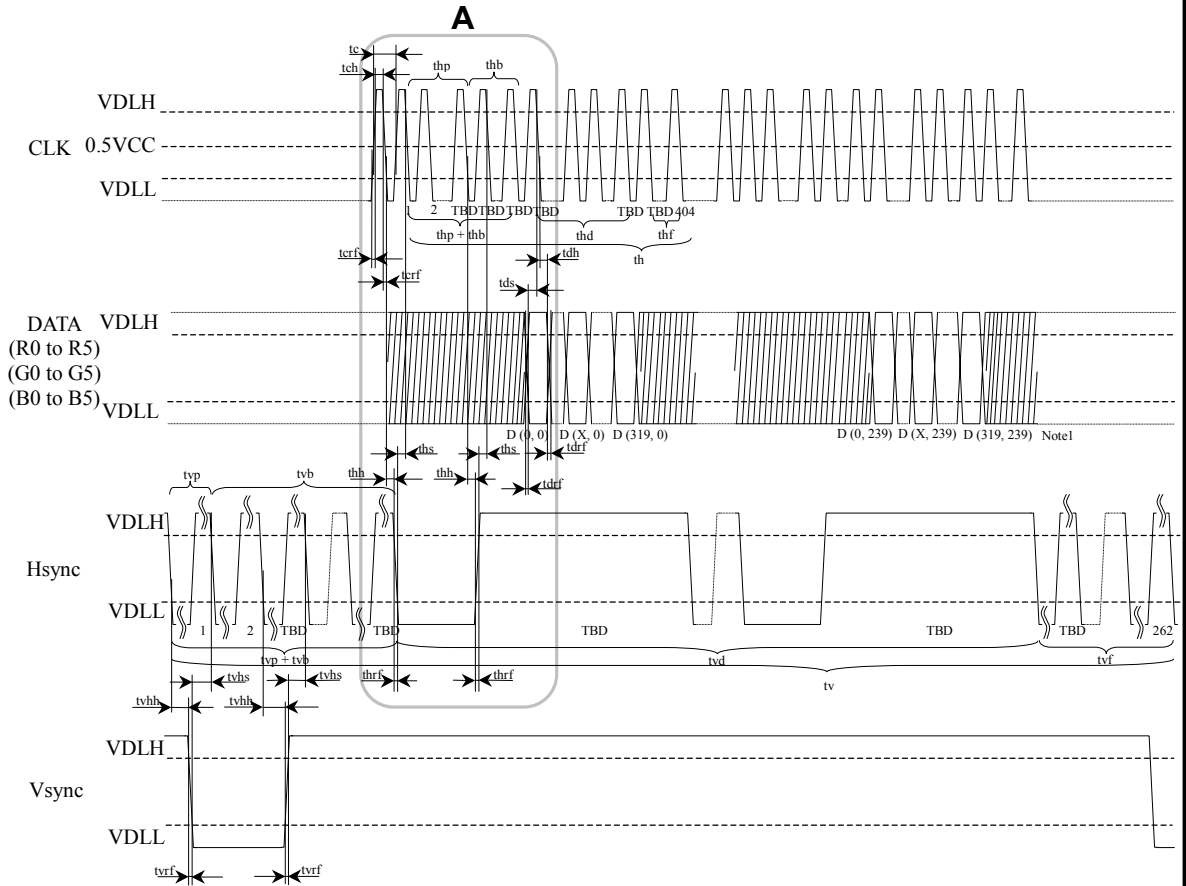 A
tc
tch
thp
thb
VDLH
CLK
0.5VCC
VDLL
1
2
TBD
TBD
TBD
TBD
TBD
TBD
404
thp + thb
thd
thf
th
tcrf
tcrf
tdh
tds
DATA
(R0 to R5)
(G0 to G5)
(B0 to B5)
VDLH
VDLL
D (0, 0)
D (X, 0)
D (319, 0)
D (0, 239)
D (X, 239)
D (319, 239)
Note1
thh
ths
thh
ths
tdrf
tdrf
tvp
tvb
VDLH
Hsync
VDLL
1
2
TBD
TBD
TBD
TBD
TBD
262
tvp + tvb
tvd
tvf
tv
tvhs
tvhs
thrf
thrf
tvhh
tvhh
VDLH
Vsync
VDLL
tvrf
tvrf